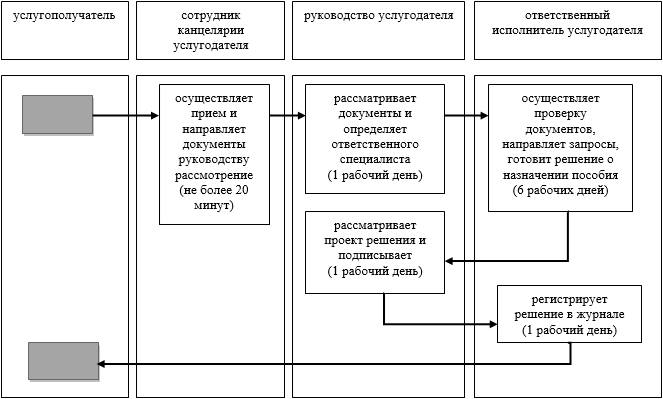 услугополучатель
сотрудник
канцелярии
услугодателя
руководство услугодателя
ответственный
исполнитель услугодателя
осуществляет
прием и
направляет
документы
руководству
рассмотрение
(не более 20
минут)
рассматривает
документы и
определяет
ответственного
специалиста
(1 рабочий день)
осуществляет
проверку
документов,
направляет запросы,
готовит решение о
назначении пособия
(6 рабочих дней)
рассматривает
проект решения и
подписывает
(1 рабочий день)
регистрирует
решение в журнале
(1 рабочий день)